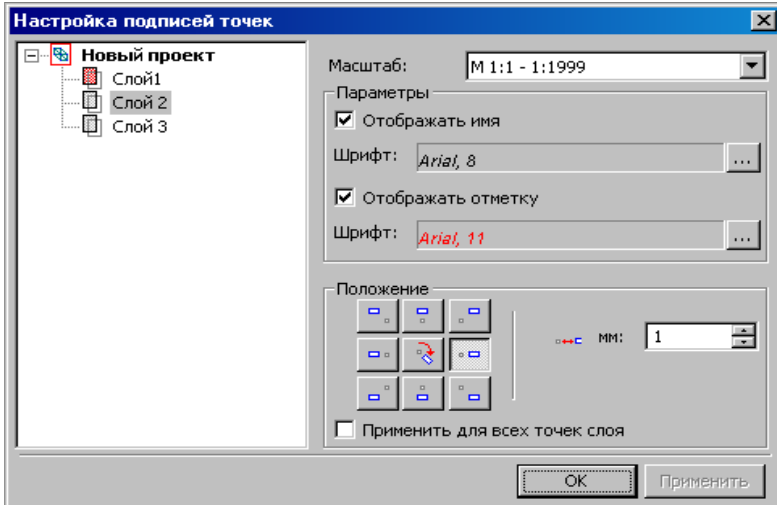 Настройка подписей точек
Новый проект
Слой1
Слой 2
Слой 3
Масштаб: М 1:1 - 1:1999
Параметры
Отображать имя
Шрифт: Arial, 8 ...
Отображать отметку
Шрифт: Arial, 11 ...
Положение
мм: 1
Применить для всех точек слоя
OK Применить